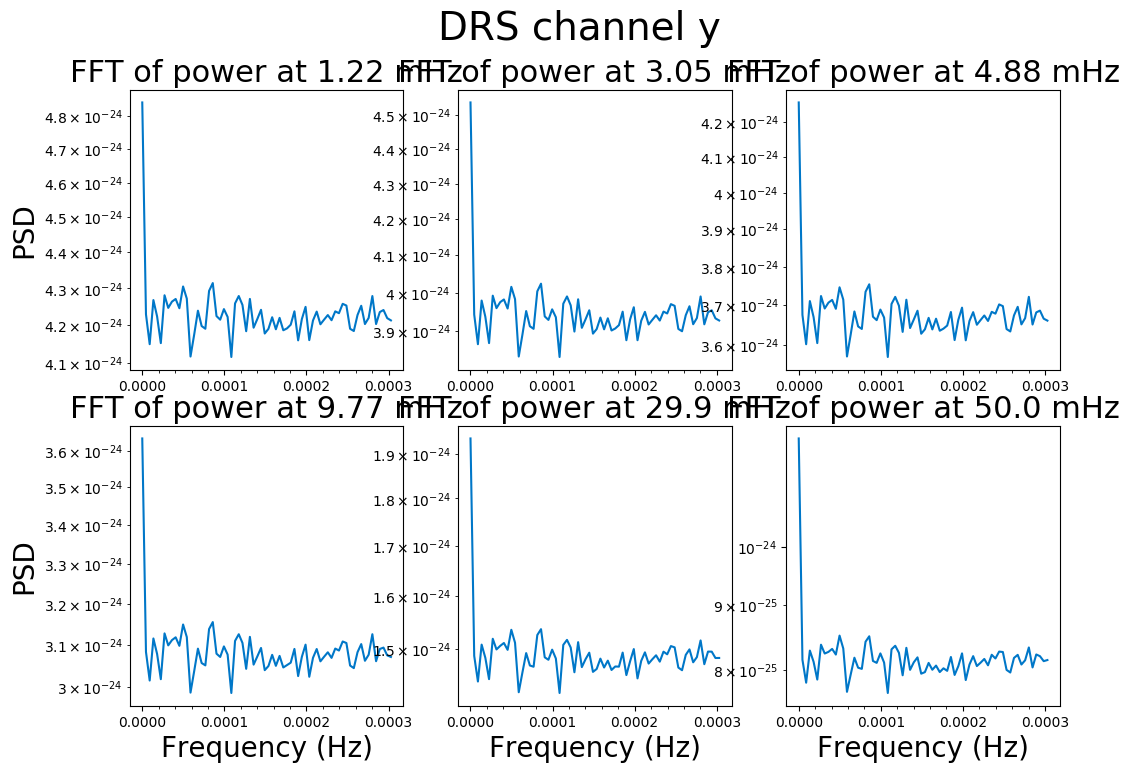 DRS channel y
FFT of power at 1.22 mHz
FFT of power at 3.05 mHz
FFT of power at 4.88 mHz
PSD
4.8 × 10⁻²⁴
4.7 × 10⁻²⁴
4.6 × 10⁻²⁴
4.5 × 10⁻²⁴
4.4 × 10⁻²⁴
4.3 × 10⁻²⁴
4.2 × 10⁻²⁴
4.1 × 10⁻²⁴
0.0000 0.0001 0.0002 0.0003
4.5 × 10⁻²⁴
4.4 × 10⁻²⁴
4.3 × 10⁻²⁴
4.2 × 10⁻²⁴
4.1 × 10⁻²⁴
4 × 10⁻²⁴
3.9 × 10⁻²⁴
0.0000 0.0001 0.0002 0.0003
4.2 × 10⁻²⁴
4.1 × 10⁻²⁴
4 × 10⁻²⁴
3.9 × 10⁻²⁴
3.8 × 10⁻²⁴
3.7 × 10⁻²⁴
3.6 × 10⁻²⁴
0.0000 0.0001 0.0002 0.0003
FFT of power at 9.77 mHz
FFT of power at 29.9 mHz
FFT of power at 50.0 mHz
PSD
3.6 × 10⁻²⁴
3.5 × 10⁻²⁴
3.4 × 10⁻²⁴
3.3 × 10⁻²⁴
3.2 × 10⁻²⁴
3.1 × 10⁻²⁴
3 × 10⁻²⁴
0.0000 0.0001 0.0002 0.0003
Frequency (Hz)
1.9 × 10⁻²⁴
1.8 × 10⁻²⁴
1.7 × 10⁻²⁴
1.6 × 10⁻²⁴
1.5 × 10⁻²⁴
0.0000 0.0001 0.0002 0.0003
Frequency (Hz)
10⁻²⁴
9 × 10⁻²⁵
8 × 10⁻²⁵
0.0000 0.0001 0.0002 0.0003
Frequency (Hz)